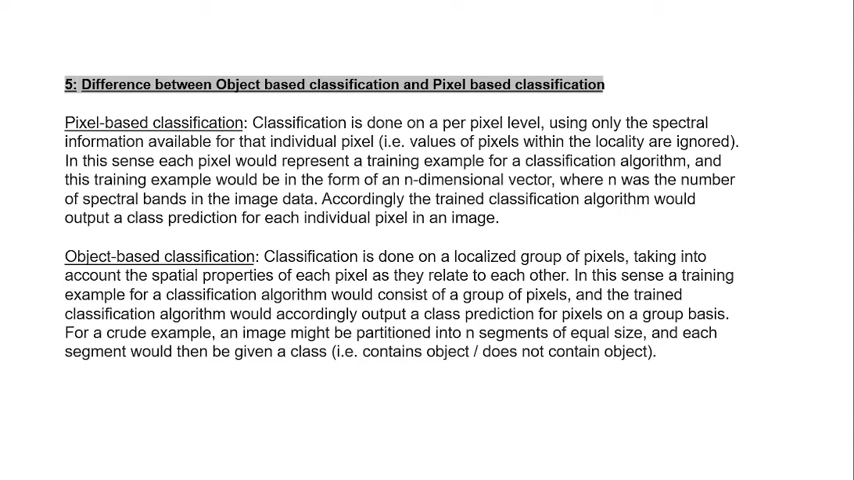 5: Difference between Object based classification and Pixel based classification
Pixel-based classification: Classification is done on a per pixel level, using only the spectral
information available for that individual pixel (i.e. values of pixels within the locality are ignored).
In this sense each pixel would represent a training example for a classification algorithm, and
this training example would be in the form of an n-dimensional vector, where n was the number
of spectral bands in the image data. Accordingly the trained classification algorithm would
output a class prediction for each individual pixel in an image.
Object-based classification: Classification is done on a localized group of pixels, taking into
account the spatial properties of each pixel as they relate to each other. In this sense a training
example for a classification algorithm would consist of a group of pixels, and the trained
classification algorithm would accordingly output a class prediction for pixels on a group basis.
For a crude example, an image might be partitioned into n segments of equal size, and each
segment would then be given a class (i.e. contains object / does not contain object).